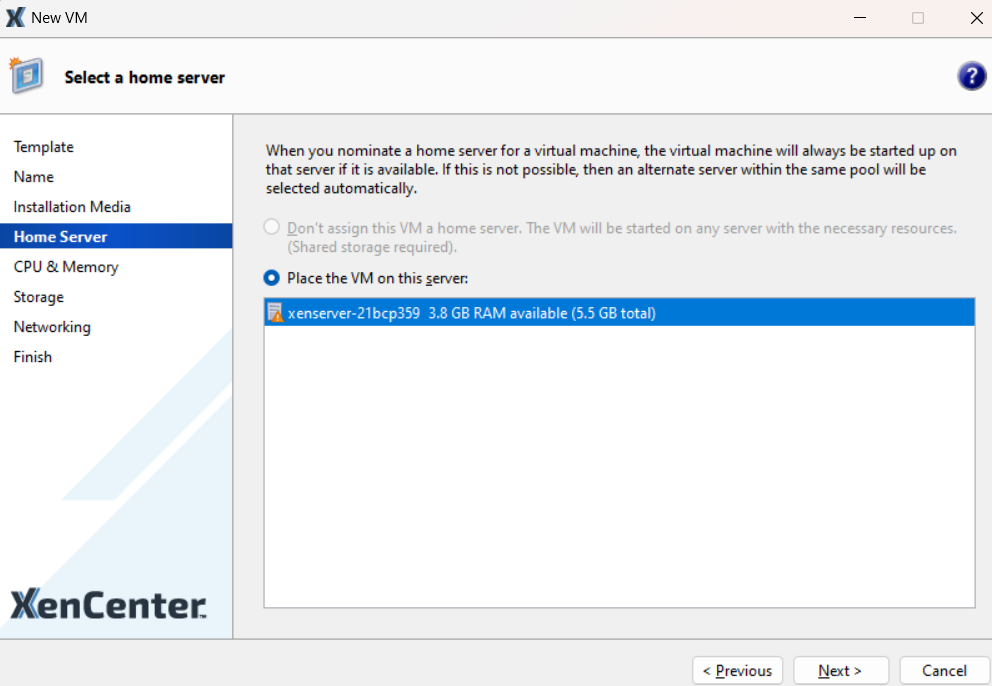 New VM
Select a home server
?
Template
Name
Installation Media
Home Server
CPU & Memory
Storage
Networking
Finish
XenCenter™
When you nominate a home server for a virtual machine, the virtual machine will always be started up on
that server if it is available. If this is not possible, then an alternate server within the same pool will be
selected automatically.
Don't assign this VM a home server. The VM will be started on any server with the necessary resources.
(Shared storage required).
Place the VM on this server:
xenserver-21bcp359 3.8 GB RAM available (5.5 GB total)
< Previous
Next >
Cancel